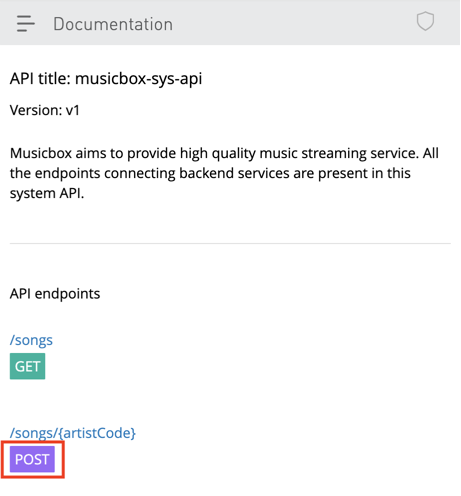 Documentation
API title: musicbox-sys-api
Version: v1
Musicbox aims to provide high quality music streaming service. All
the endpoints connecting backend services are present in this
system API.
API endpoints
/songs
GET
/songs/{artistCode}
POST